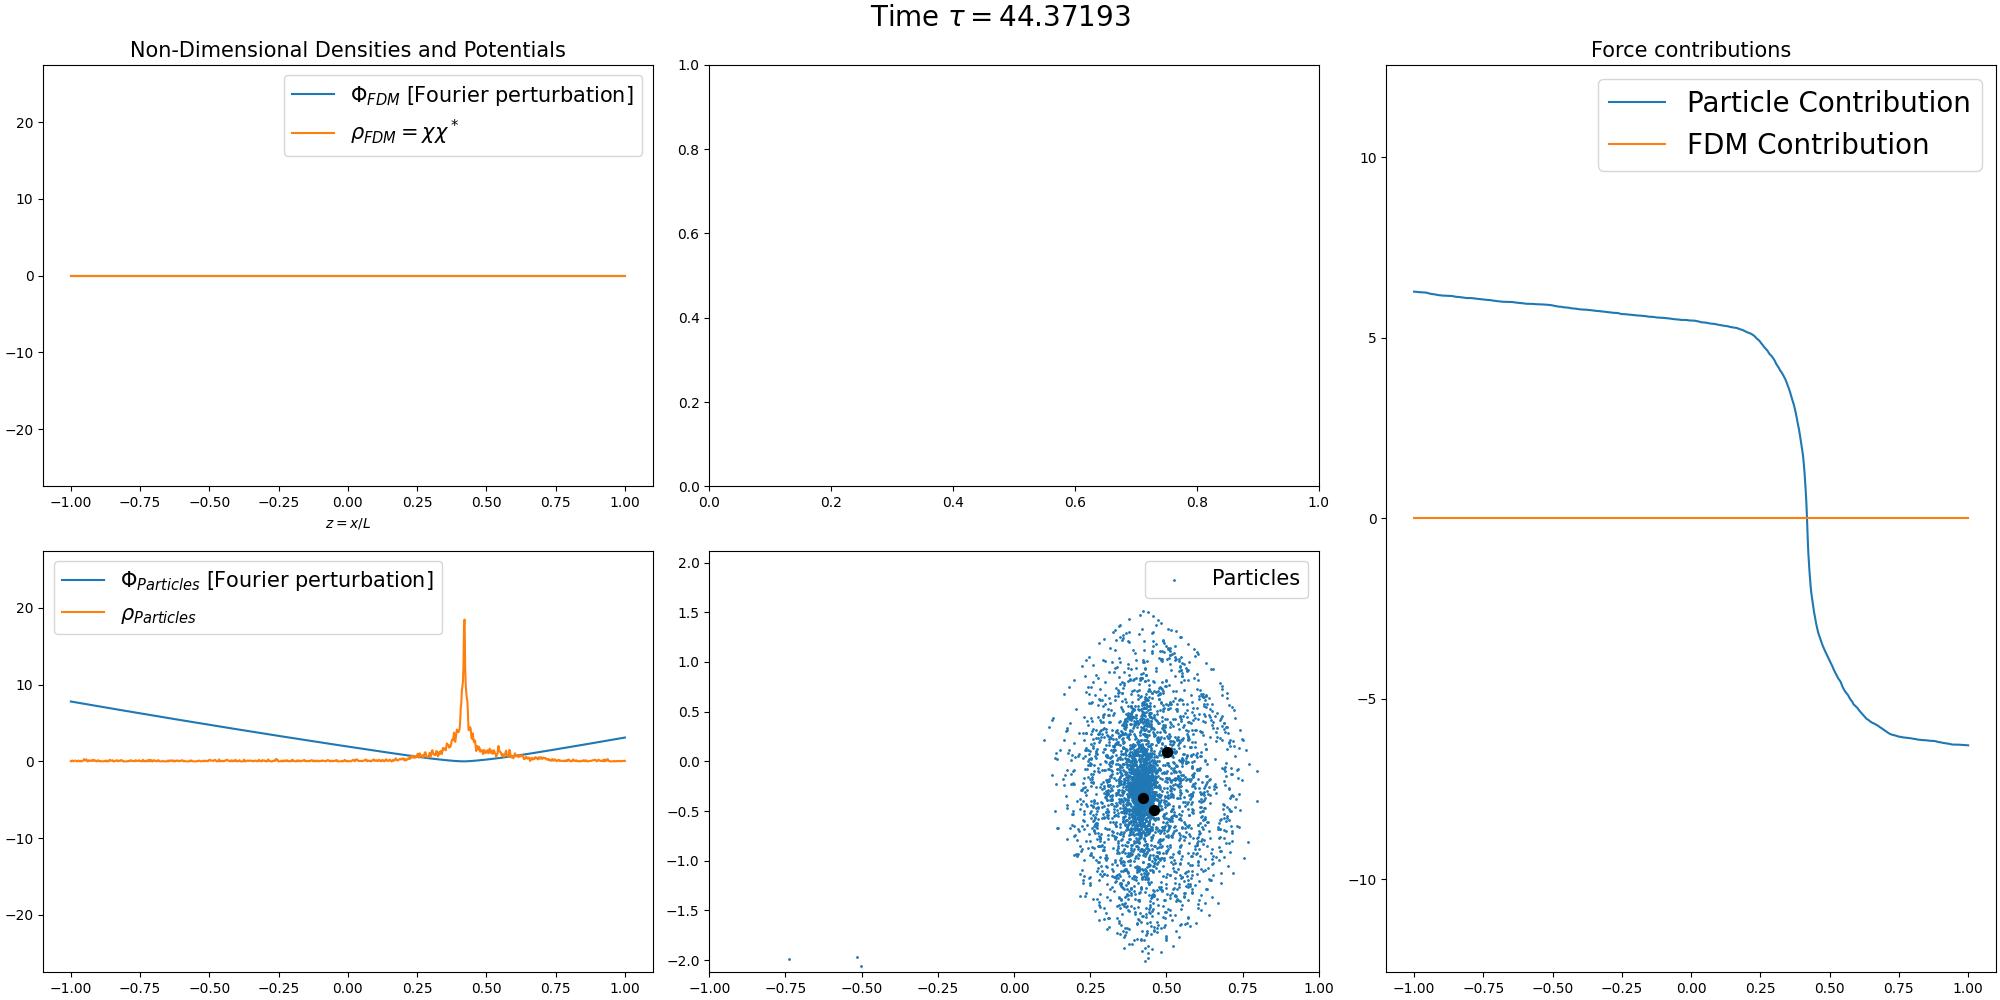 Time τ = 44.37193
Non-Dimensional Densities and Potentials
Φ_FDM [Fourier perturbation]
ρ_FDM = χχ*
20
10
0
−10
−20
−1.00 −0.75 −0.50 −0.25 0.00 0.25 0.50 0.75 1.00
z = x/L
1.0
0.8
0.6
0.4
0.2
0.0
0.0 0.2 0.4 0.6 0.8 1.0
Force contributions
Particle Contribution
FDM Contribution
10
5
0
−5
−10
−1.00 −0.75 −0.50 −0.25 0.00 0.25 0.50 0.75 1.00
Φ_Particles [Fourier perturbation]
ρ_Particles
20
10
0
−10
−20
−1.00 −0.75 −0.50 −0.25 0.00 0.25 0.50 0.75 1.00
Particles
2.0
1.5
1.0
0.5
0.0
−0.5
−1.0
−1.5
−2.0
−1.00 −0.75 −0.50 −0.25 0.00 0.25 0.50 0.75 1.00